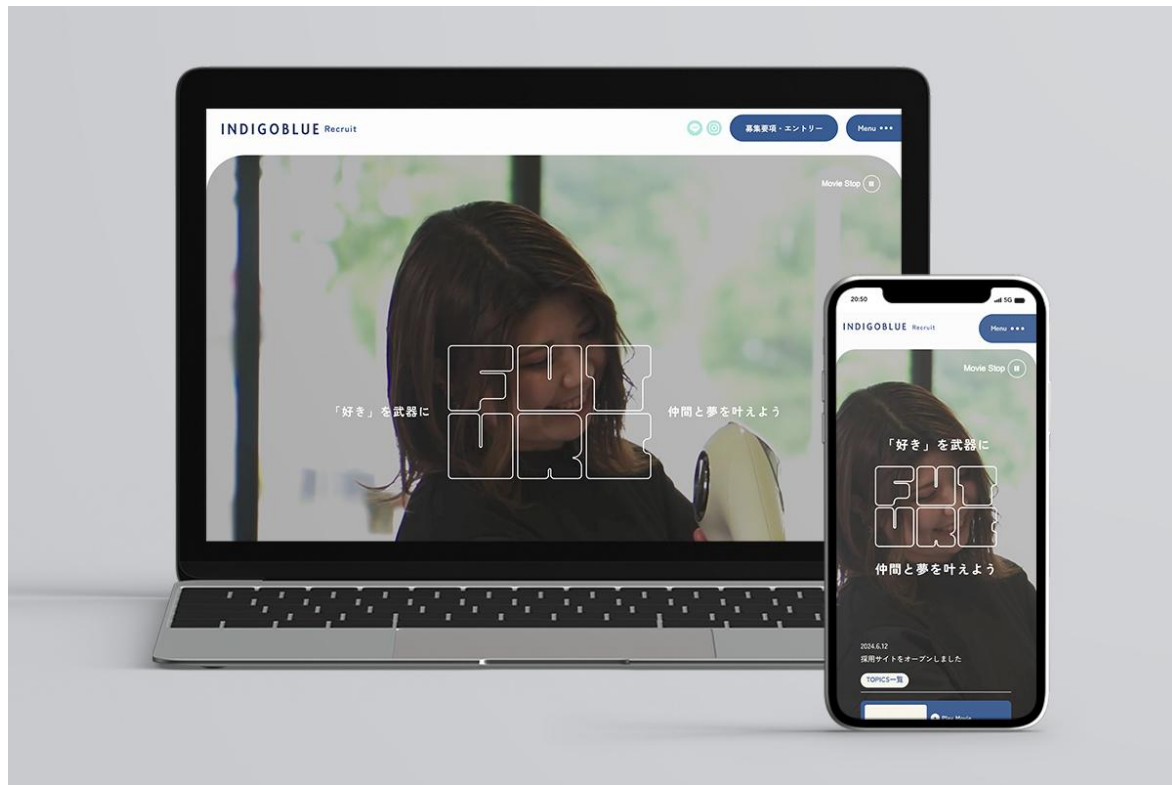 INDIGOBLUE Recruit
募集要項・エントリー
Menu
Movie Stop
「好き」を武器に
FUT
URE
仲間と夢を叶えよう
20:50
5G
INDIGOBLUE Recruit
Menu
Movie Stop
「好き」を武器に
FUT
URE
仲間と夢を叶えよう
2024.6.12
採用サイトをオープンしました
TOPICS一覧
Play Movie